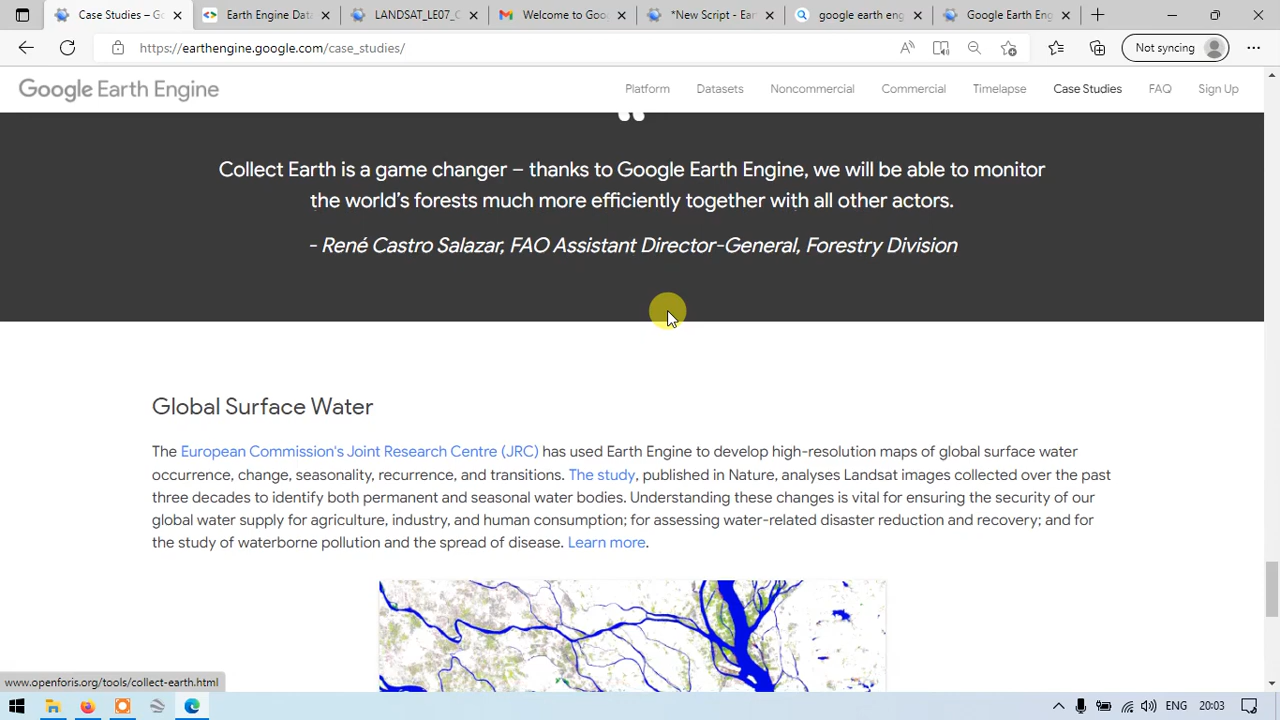 Case Studies – Go
Earth Engine Dat
LANDSAT_LE07_C
Welcome to Goo
*New Script - Ear
google earth eng
Google Earth Eng
https://earthengine.google.com/case_studies/
Not syncing
Google Earth Engine
Platform
Datasets
Noncommercial
Commercial
Timelapse
Case Studies
FAQ
Sign Up
Collect Earth is a game changer – thanks to Google Earth Engine, we will be able to monitor
the world's forests much more efficiently together with all other actors.
- René Castro Salazar, FAO Assistant Director-General, Forestry Division
Global Surface Water
The European Commission's Joint Research Centre (JRC) has used Earth Engine to develop high-resolution maps of global surface water
occurrence, change, seasonality, recurrence, and transitions. The study, published in Nature, analyses Landsat images collected over the past
three decades to identify both permanent and seasonal water bodies. Understanding these changes is vital for ensuring the security of our
global water supply for agriculture, industry, and human consumption; for assessing water-related disaster reduction and recovery; and for
the study of waterborne pollution and the spread of disease. Learn more.
www.openforis.org/tools/collect-earth.html
ENG
20:03